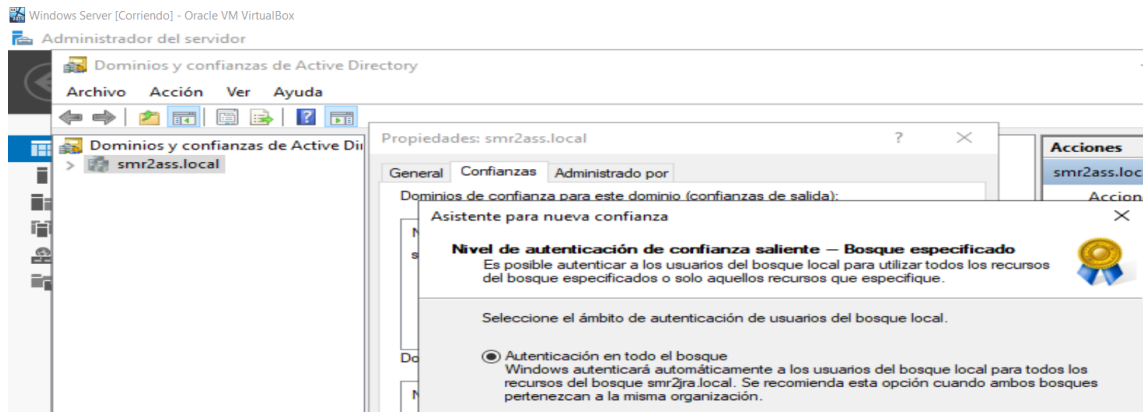 Windows Server [Corriendo] - Oracle VM VirtualBox
Administrador del servidor
Dominios y confianzas de Active Directory
Archivo Acción Ver Ayuda
Dominios y confianzas de Active Dir
smr2ass.local
Propiedades: smr2ass.local
General Confianzas Administrado por
Dominios de confianza para este dominio (confianzas de salida):
Acciones
smr2ass.loc
Accion
Asistente para nueva confianza
Nivel de autenticación de confianza saliente – Bosque especificado
Es posible autenticar a los usuarios del bosque local para utilizar todos los recursos
del bosque especificados o solo aquellos recursos que especifique.
Seleccione el ámbito de autenticación de usuarios del bosque local.
Autenticación en todo el bosque
Windows autenticará automáticamente a los usuarios del bosque local para todos los
recursos del bosque smr2jra.local. Se recomienda esta opción cuando ambos bosques
pertenezcan a la misma organización.
Do